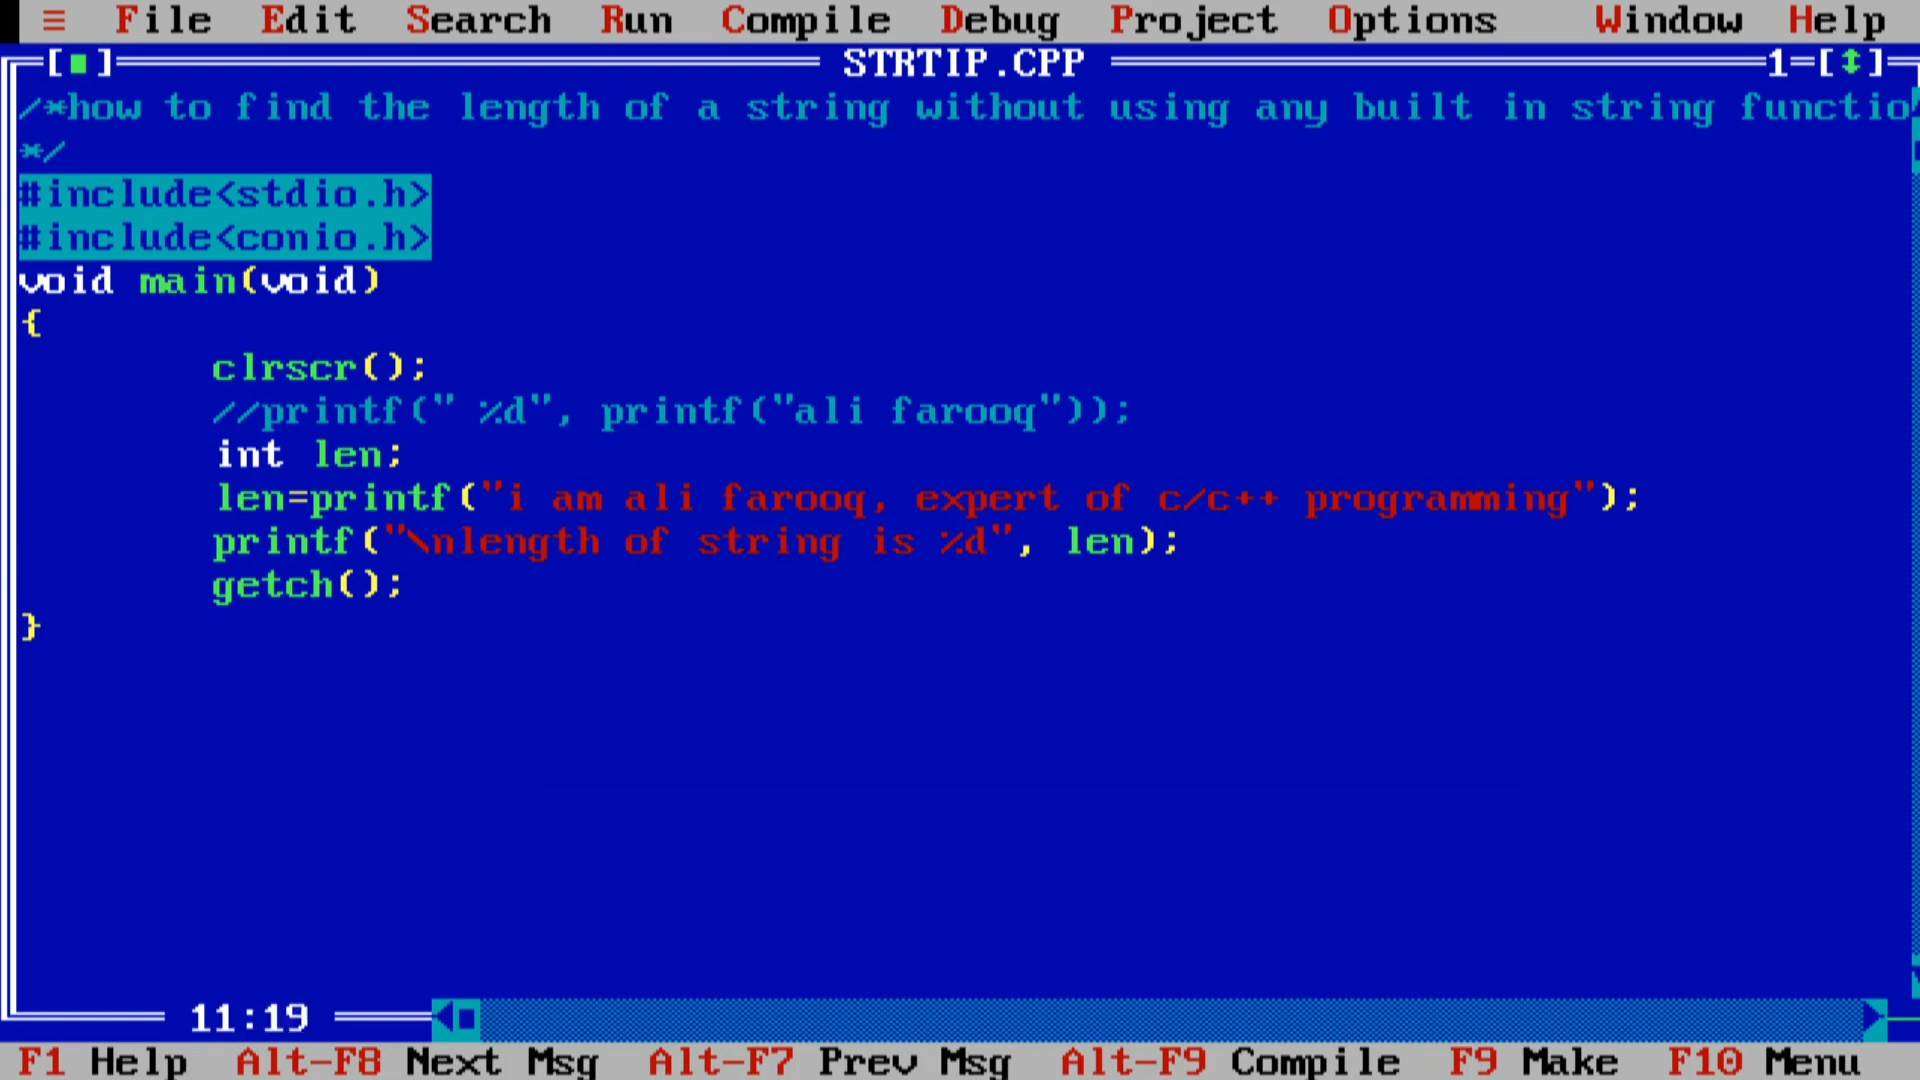 ≡ File Edit Search Run Compile Debug Project Options Window Help
[■] STRTIP.CPP 1=[↕]
/*how to find the length of a string without using any built in string functio
*/
#include<stdio.h>
#include<conio.h>
void main(void)
{
clrscr();
//printf(" %d", printf("ali farooq"));
int len;
len=printf("i am ali farooq, expert of c/c++ programming");
printf("\nlength of string is %d", len);
getch();
}
11:19
F1 Help Alt-F8 Next Msg Alt-F7 Prev Msg Alt-F9 Compile F9 Make F10 Menu